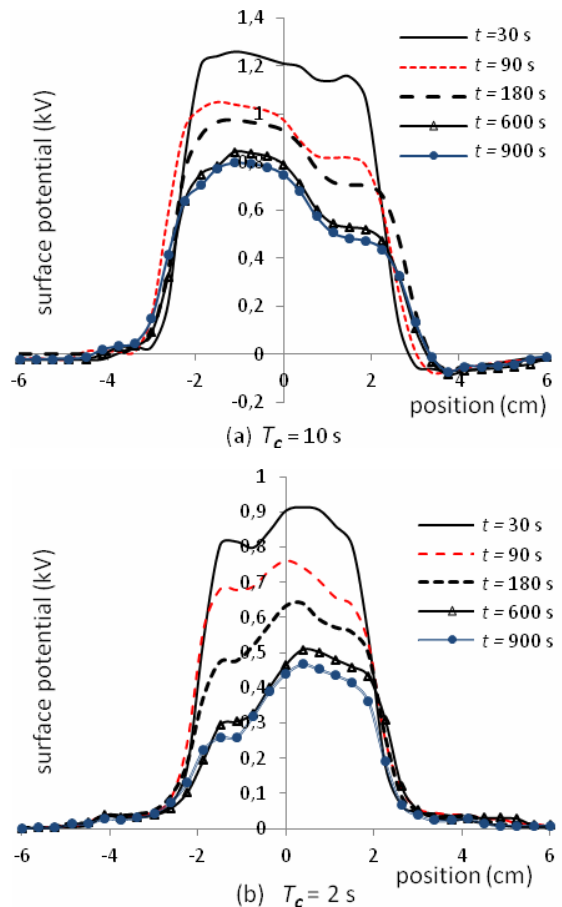 1,4
1,2
1
0,8
0,6
0,4
0,2
0
-0,2
-6 -4 -2 0 2 4 6
surface potential (kV)
position (cm)
t = 30 s
t = 90 s
t = 180 s
t = 600 s
t = 900 s
(a) Tc = 10 s
1
0,9
0,8
0,7
0,6
0,5
0,4
0,3
0,2
0,1
0
-6 -4 -2 0 2 4 6
surface potential (kV)
position (cm)
t = 30 s
t = 90 s
t = 180 s
t = 600 s
t = 900 s
(b) Tc = 2 s